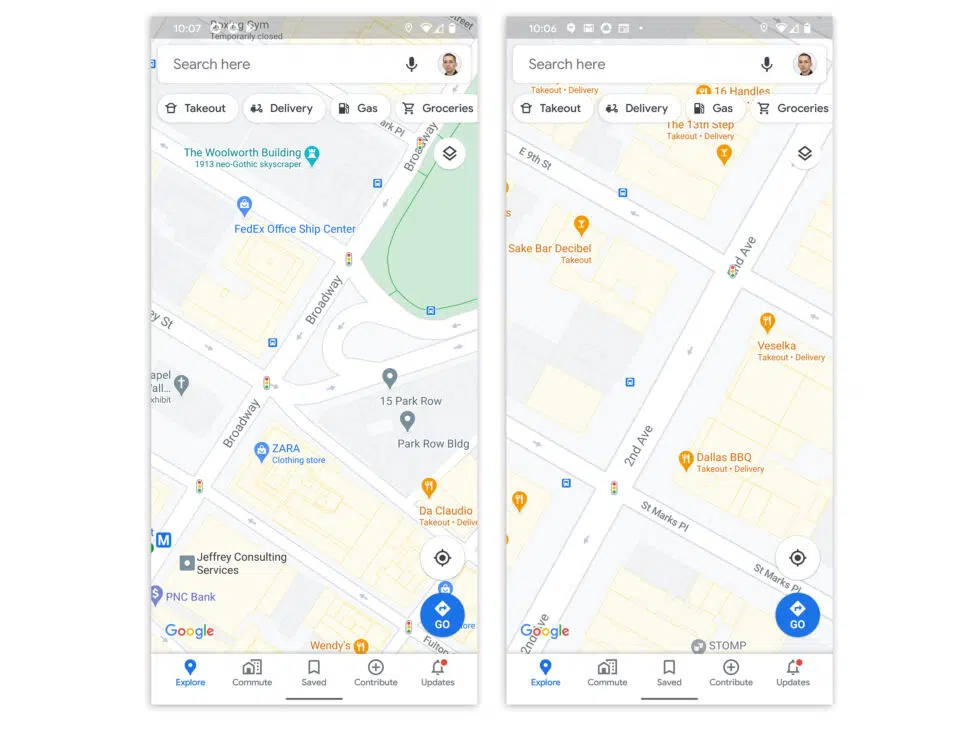 10:07
Boxing Gym
Temporarily closed
Street
Search here
Takeout
Delivery
Gas
Groceries
ark Pl
Broadway
The Woolworth Building
1913 neo-Gothic skyscraper
FedEx Office Ship Center
Broadway
ey St
apel
all...
xhibit
15 Park Row
Park Row Bldg
Broadway
ZARA
Clothing store
Da Claudio
Takeout • Delive
M
Jeffrey Consulting
Services
$
PNC Bank
GO
ore
Google
Wendy's
Fulton
Explore
Commute
Saved
Contribute
Updates
10:06
Search here
Takeout • Delivery
16 Handles
Takeout
Delivery
Gas
Groceries
The 13th Step
Takeout • Delivery
E 9th St
s
Sake Bar Decibel
Takeout
2nd Ave
Veselka
Takeout • Delivery
2nd Ave
Dallas BBQ
Takeout • Delivery
St Marks Pl
St Marks Pl
GO
2nd Ave
Google
STOMP
Explore
Commute
Saved
Contribute
Updates